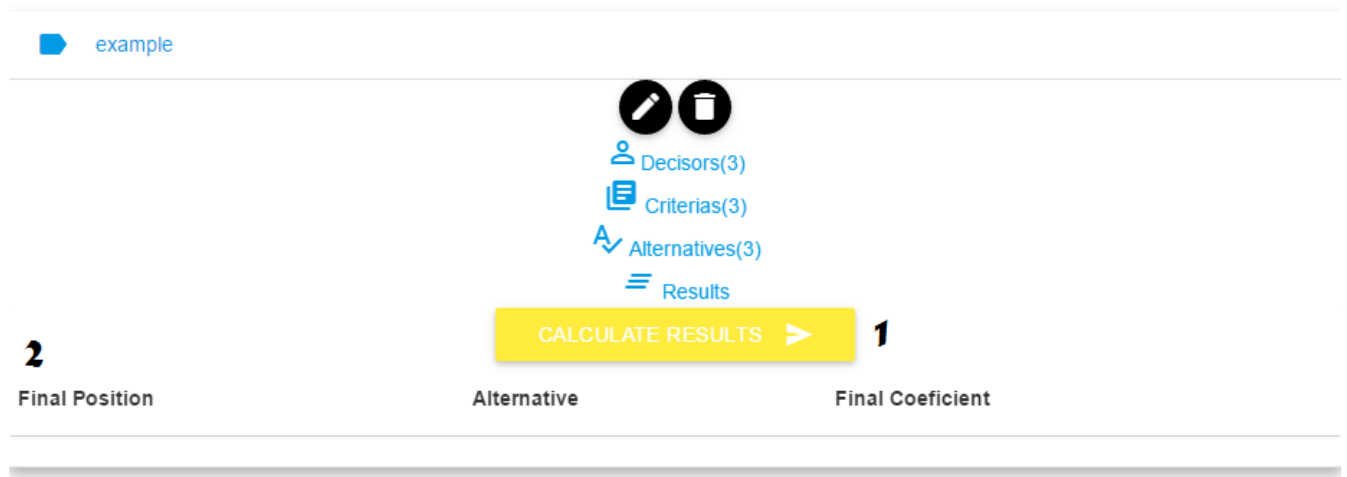 example
Decisors(3)
Criterias(3)
Alternatives(3)
Results
CALCULATE RESULTS 1
2
Final Position Alternative Final Coeficient